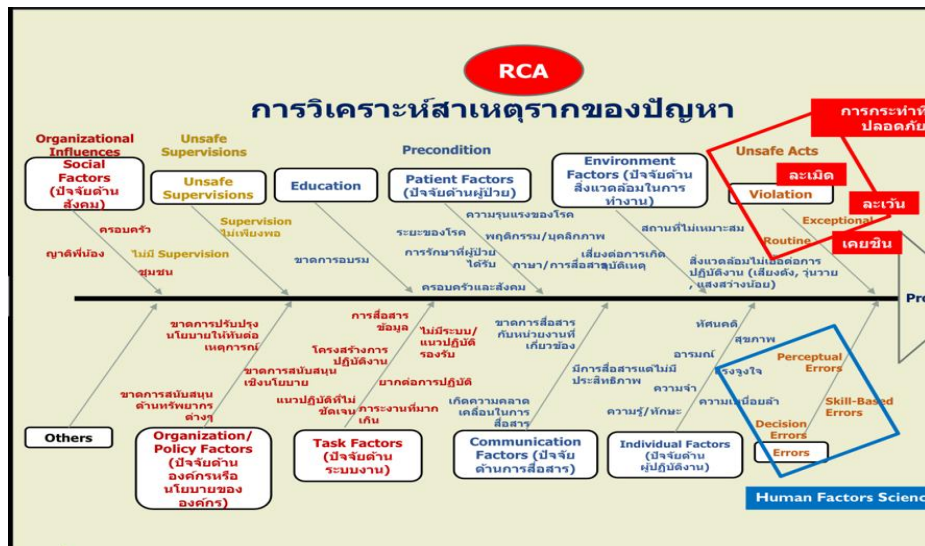 RCA
การวิเคราะห์สาเหตุรากของปัญหา
Organizational
Influences
Unsafe
Supervisions
Precondition
Unsafe Acts
การกระทำที่
ปลอดภัย
Social
Factors
(ปัจจัยด้าน
สังคม)
Unsafe
Supervisions
Education
Patient Factors
(ปัจจัยด้านผู้ป่วย)
Environment
Factors (ปัจจัยด้าน
สิ่งแวดล้อมในการ
ทำงาน)
Violation
ละเมิด
ละเว้น
เคยชิน
Exceptional
Routine
ครอบครัว
ญาติพี่น้อง
ชุมชน
Supervision
ไม่เพียงพอ
ไม่มี Supervision
ขาดการอบรม
ความรุนแรงของโรค
ระยะของโรค
พฤติกรรม/บุคลิกภาพ
การรักษาที่ผู้ป่วย
ได้รับ
ภาษา/การสื่อสาร
ครอบครัวและสังคม
สถานที่ไม่เหมาะสม
เสี่ยงต่อการเกิด
อุบัติเหตุ
สิ่งแวดล้อมไม่เอื้อต่อการ
ปฏิบัติงาน (เสียงดัง, วุ่นวาย
, แสงสว่างน้อย)
Pro
ขาดการปรับปรุง
นโยบายให้ทันต่อ
เหตุการณ์
ขาดการสนับสนุน
เชิงนโยบาย
ขาดการสนับสนุน
ด้านทรัพยากร
ต่างๆ
การสื่อสาร
ข้อมูล
ไม่มีระบบ/
แนวปฏิบัติ
รองรับ
โครงสร้างการ
ปฏิบัติงาน
ยากต่อการปฏิบัติ
แนวปฏิบัติที่ไม่
ชัดเจน
ภาระงานที่มาก
เกิน
ขาดการสื่อสาร
กับหน่วยงานที่
เกี่ยวข้อง
มีการสื่อสารแต่ไม่มี
ประสิทธิภาพ
เกิดความคลาด
เคลื่อนในการ
สื่อสาร
ทัศนคติ
สุขภาพ
อารมณ์
แรงจูงใจ
ความจำ
ความเหนื่อยล้า
ความรู้/ทักษะ
Perceptual
Errors
Skill-Based
Errors
Decision
Errors
Others
Organization/
Policy Factors
(ปัจจัยด้าน
องค์กรหรือ
นโยบายของ
องค์กร)
Task Factors
(ปัจจัยด้าน
ระบบงาน)
Communication
Factors (ปัจจัย
ด้านการสื่อสาร)
Individual Factors
(ปัจจัยด้าน
ผู้ปฏิบัติงาน)
Errors
Human Factors Scienc